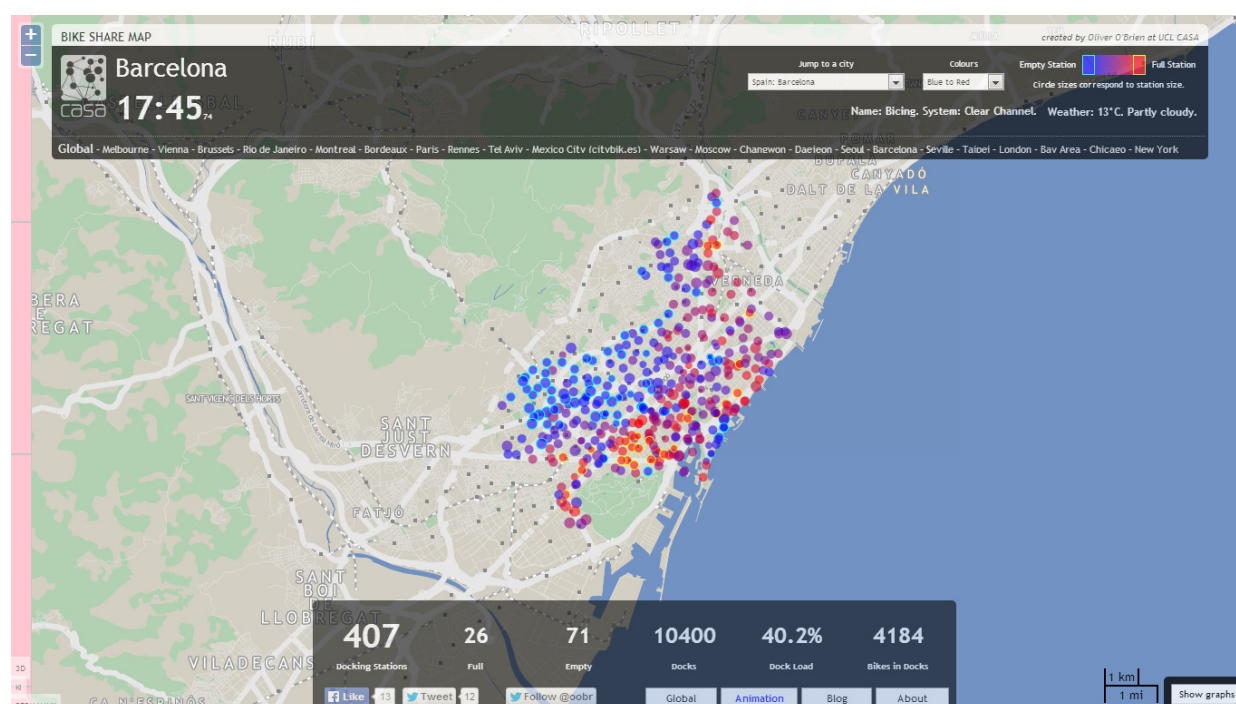 RIPOLLET
RUBÍ
+
BIKE SHARE MAP
created by Oliver O'Brien at UCL CASA
−
Barcelona
Jump to a city
Colours
Empty Station
Full Station
Spain: Barcelona
Blue to Red
Circle sizes correspond to station size.
casa
17:45
74
Name: Bicing. System: Clear Channel.
Weather: 13°C. Partly cloudy.
Global - Melbourne - Vienna - Brussels - Rio de Janeiro - Montreal - Bordeaux - Paris - Rennes - Tel Aviv - Mexico City (citybik.es) - Warsaw - Moscow - Changwon - Daejeon - Seoul - Barcelona - Seville - Taipei - London - Bay Area - Chicago - New York
BUFALÀ
CANYADÓ
DALT DE LA VILA
VERNEDA
SANT VICENÇ DELS HORTS
SANT
JUST
DESVERN
FATJÓ
SANT
BOI
DE
LLOBREGAT
VILADECANS
407
26
71
10400
40.2%
4184
Docking Stations
Full
Empty
Docks
Dock Load
Bikes in Docks
3D
KI
Like
13
Tweet
12
Follow @oobr
Global
Animation
Blog
About
1 km
1 mi
Show graphs